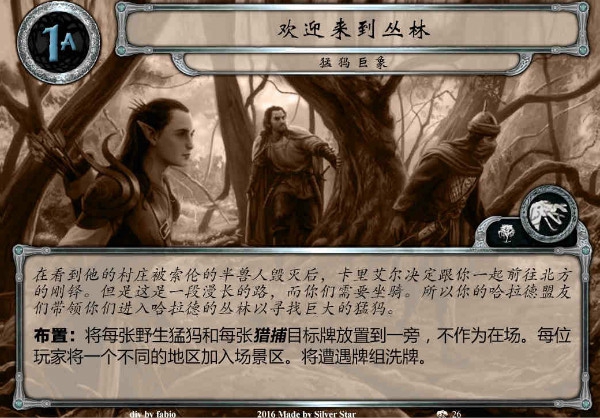 1A
欢迎来到丛林
猛犸巨象
在看到他的村庄被索伦的半兽人毁灭后，卡里艾尔决定跟你一起前往北方
的刚铎。但是这是一段漫长的路，而你们需要坐骑。所以你的哈拉德盟友
们带领你们进入哈拉德的丛林以寻找巨大的猛犸。
布置：将每张野生猛犸和每张猎捕目标牌放置到一旁，不作为在场。每位
玩家将一个不同的地区加入场景区。将遭遇牌组洗牌。
div by fabio
2016 Made by Silver Star
26